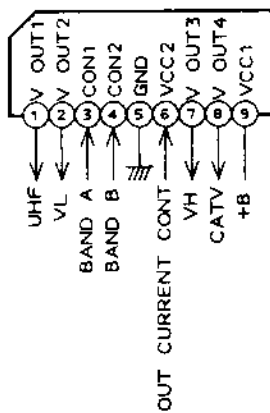 V OUT1
V OUT2
CON1
CON2
GND
VCC2
V OUT3
V OUT4
VCC1
1
2
3
4
5
6
7
8
9
UHF
VL
BAND A
BAND B
OUT CURRENT CONT
VH
CATV
+B